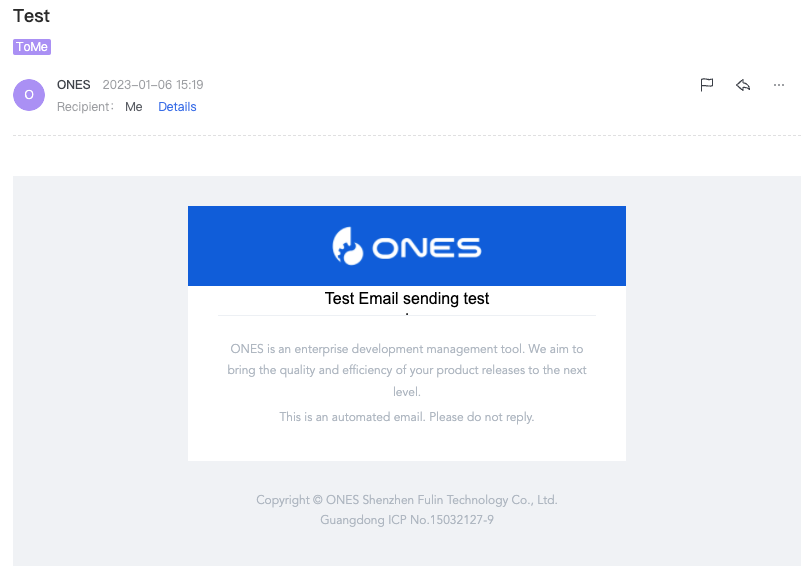 Test
ToMe
O
ONES 2023-01-06 15:19
Recipient： Me Details
ONES
Test Email sending test
ONES is an enterprise development management tool. We aim to
bring the quality and efficiency of your product releases to the next
level.
This is an automated email. Please do not reply.
Copyright © ONES Shenzhen Fulin Technology Co., Ltd.
Guangdong ICP No.15032127-9